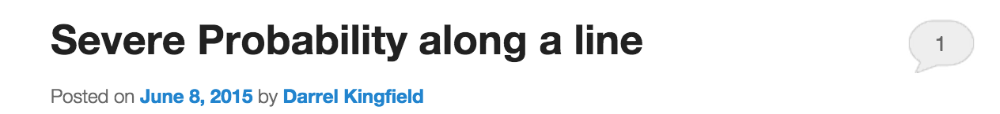 Severe Probability along a line
1
Posted on June 8, 2015 by Darrel Kingfield